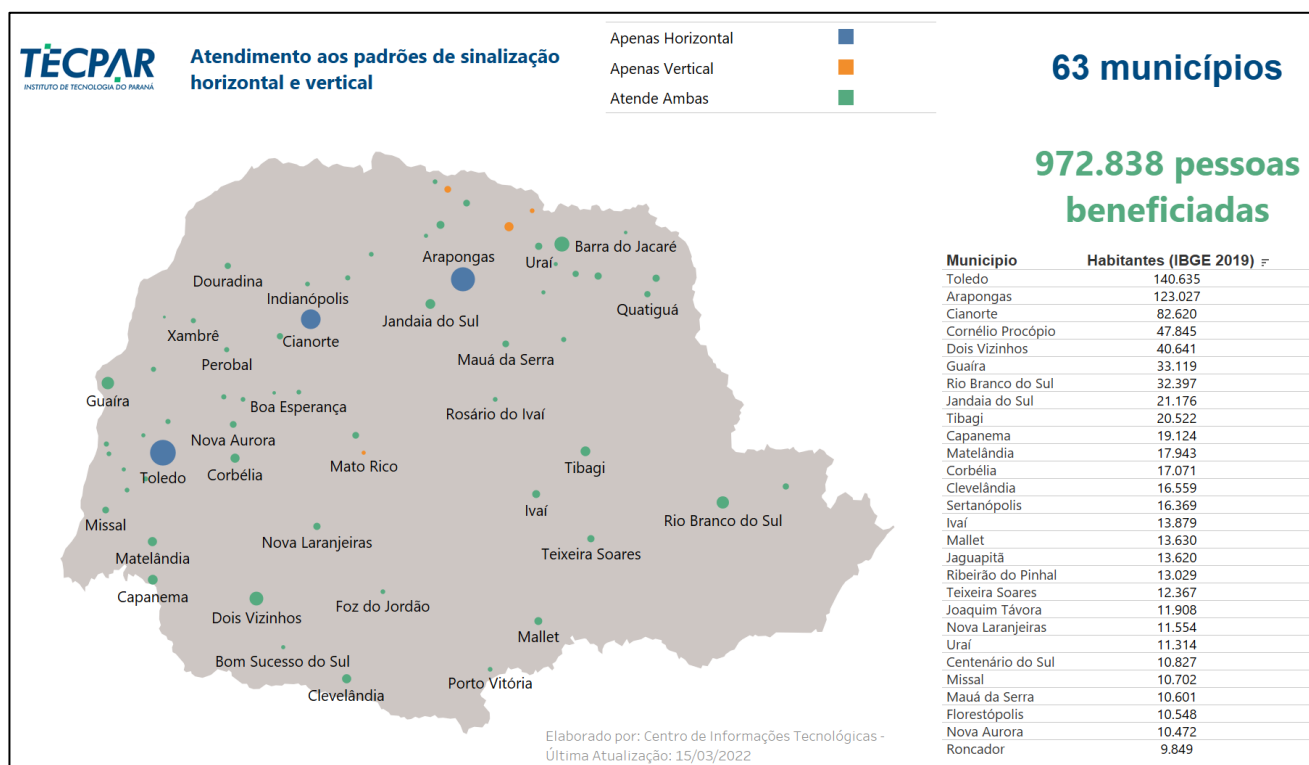 TECPAR
INSTITUTO DE TECNOLOGIA DO PARANÁ
Atendimento aos padrões de sinalização
horizontal e vertical
Apenas Horizontal
Apenas Vertical
Atende Ambas
63 municípios
972.838 pessoas
beneficiadas
Arapongas
Uraí
Barra do Jacaré
Douradina
Indianópolis
Quatiguá
Jandaia do Sul
Xambrê
Cianorte
Perobal
Mauá da Serra
Guaíra
Boa Esperança
Rosário do Ivaí
Nova Aurora
Mato Rico
Toledo
Corbélia
Tibagi
Missal
Ivaí
Rio Branco do Sul
Nova Laranjeiras
Matelândia
Teixeira Soares
Capanema
Foz do Jordão
Dois Vizinhos
Mallet
Bom Sucesso do Sul
Porto Vitória
Clevelândia
Municipio Habitantes (IBGE 2019)
Toledo 140.635
Arapongas 123.027
Cianorte 82.620
Cornélio Procópio 47.845
Dois Vizinhos 40.641
Guaíra 33.119
Rio Branco do Sul 32.397
Jandaia do Sul 21.176
Tibagi 20.522
Capanema 19.124
Matelândia 17.943
Corbélia 17.071
Clevelândia 16.559
Sertanópolis 16.369
Ivaí 13.879
Mallet 13.630
Jaguapitã 13.620
Ribeirão do Pinhal 13.029
Teixeira Soares 12.367
Joaquim Távora 11.908
Nova Laranjeiras 11.554
Uraí 11.314
Centenário do Sul 10.827
Missal 10.702
Mauá da Serra 10.601
Florestópolis 10.548
Nova Aurora 10.472
Roncador 9.849
Elaborado por: Centro de Informações Tecnológicas -
Última Atualização: 15/03/2022